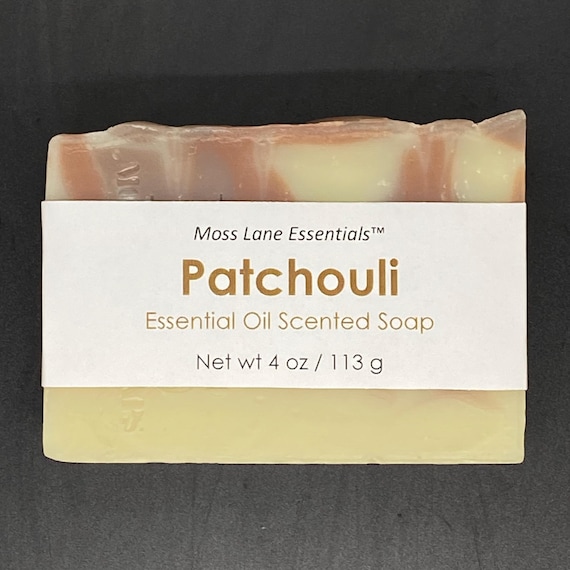 Moss Lane Essentials™
Patchouli
Essential Oil Scented Soap
Net wt 4 oz / 113 g